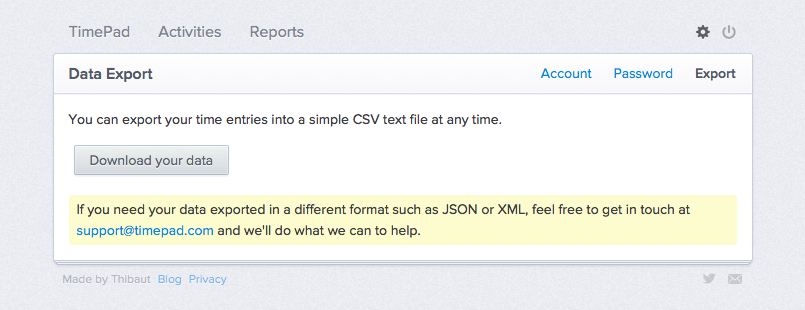 TimePad Activities Reports
Data Export Account Password Export
You can export your time entries into a simple CSV text file at any time.
Download your data
If you need your data exported in a different format such as JSON or XML, feel free to get in touch at
support@timepad.com and we'll do what we can to help.
Made by Thibaut Blog Privacy